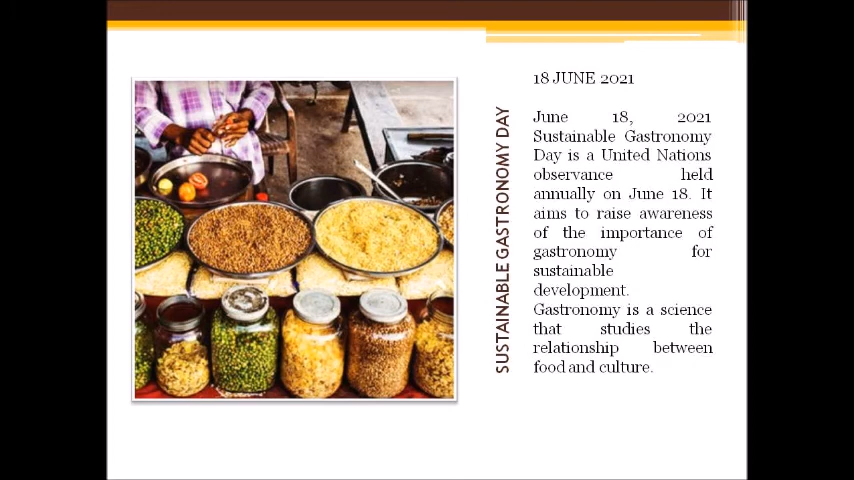 18 JUNE 2021
SUSTAINABLE GASTRONOMY DAY
June 18, 2021
Sustainable Gastronomy
Day is a United Nations
observance held
annually on June 18. It
aims to raise awareness
of the importance of
gastronomy for
sustainable
development.
Gastronomy is a science
that studies the
relationship between
food and culture.